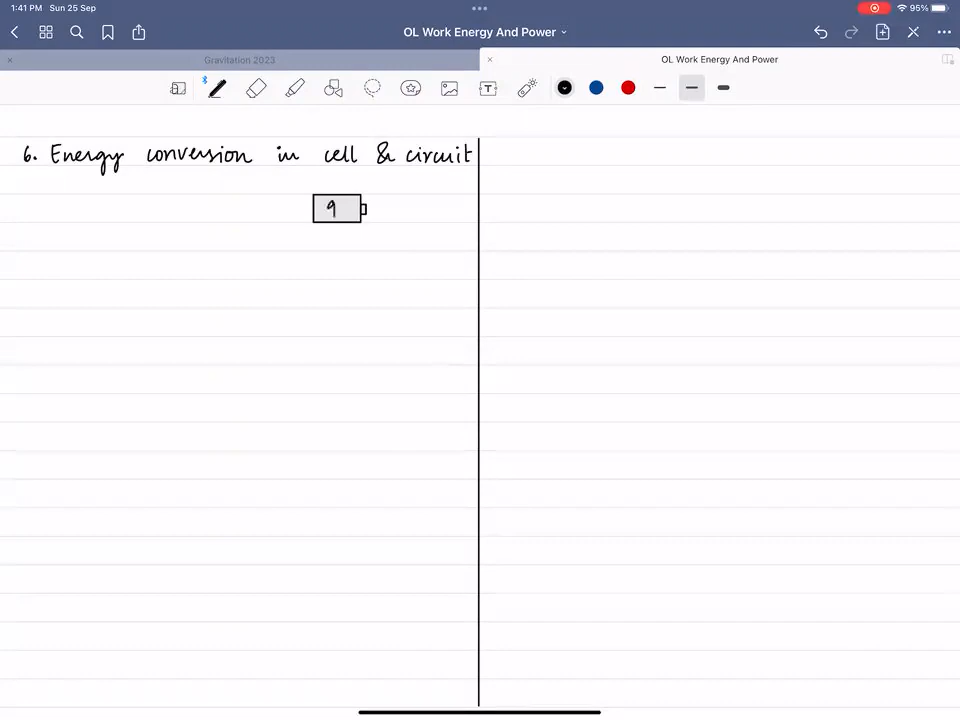 1:41 PM Sun 25 Sep
95%
OL Work Energy And Power
Gravitation 2023
OL Work Energy And Power
6. Energy conversion in cell & circuit
9